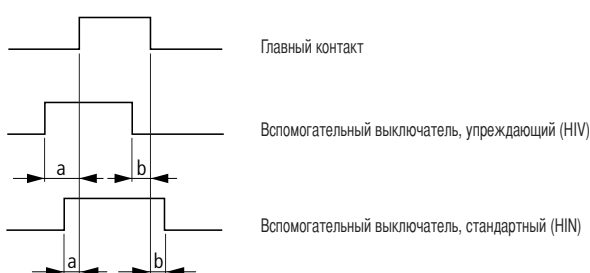 Главный контакт
Вспомогательный выключатель, упреждающий (HIV)
a b
Вспомогательный выключатель, стандартный (HIN)
a b